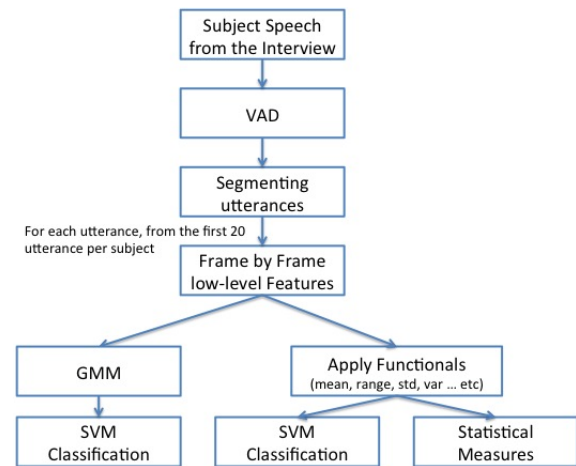 Subject Speech
from the Interview
VAD
Segmenting
utterances
For each utterance, from the first 20
utterance per subject
Frame by Frame
low-level Features
GMM
Apply Functionals
(mean, range, std, var ... etc)
SVM
Classification
SVM
Classification
Statistical
Measures